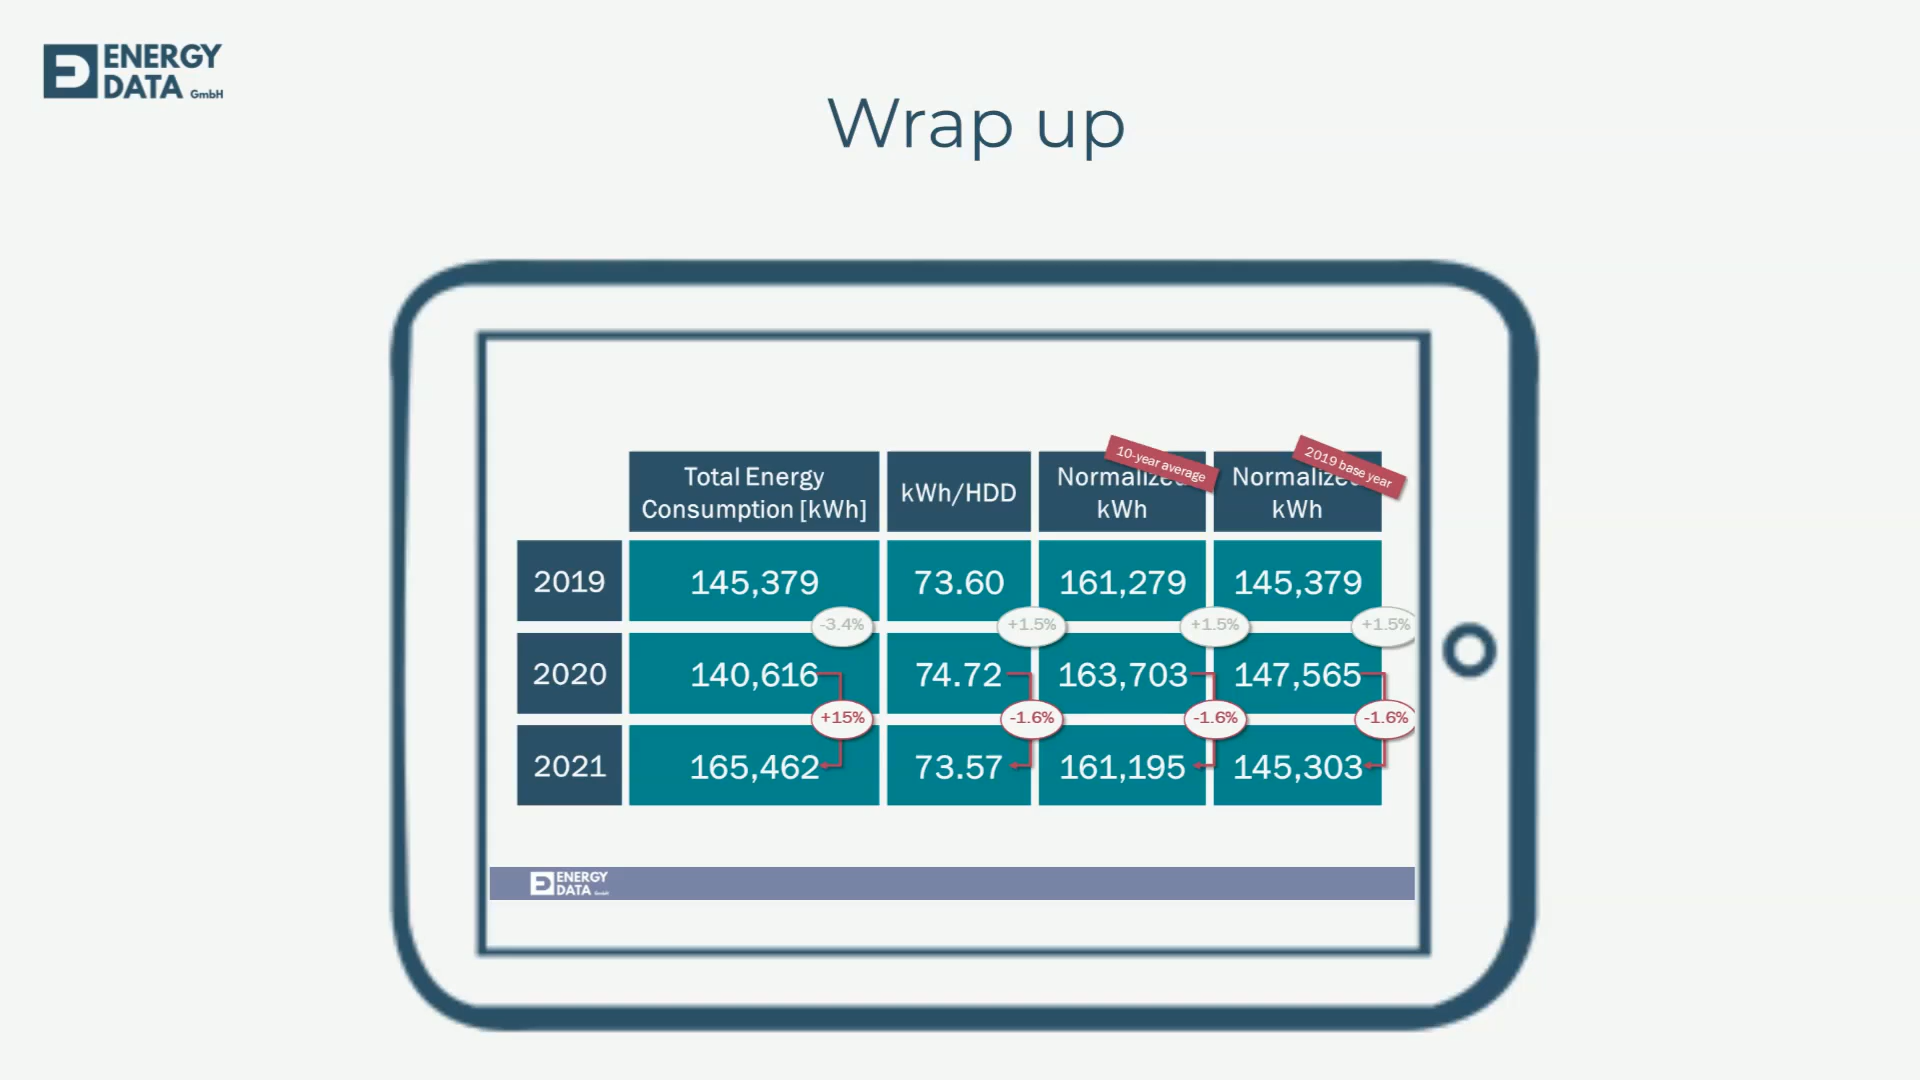 ENERGY
DATA GmbH
Wrap up
10-year average
2019 base year
Total Energy
Consumption [kWh]
kWh/HDD
Normalized
kWh
Normalized
kWh
2019
145,379
73.60
161,279
145,379
-3.4%
+1.5%
+1.5%
+1.5%
2020
140,616
74.72
163,703
147,565
+15%
-1.6%
-1.6%
-1.6%
2021
165,462
73.57
161,195
145,303
ENERGY
DATA